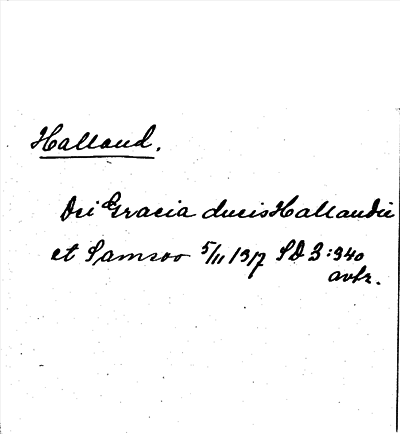 Halland.
Dei Gracia ducis Hallandie
et Samsoo 5/11 1317 SD 3:340
avtr.